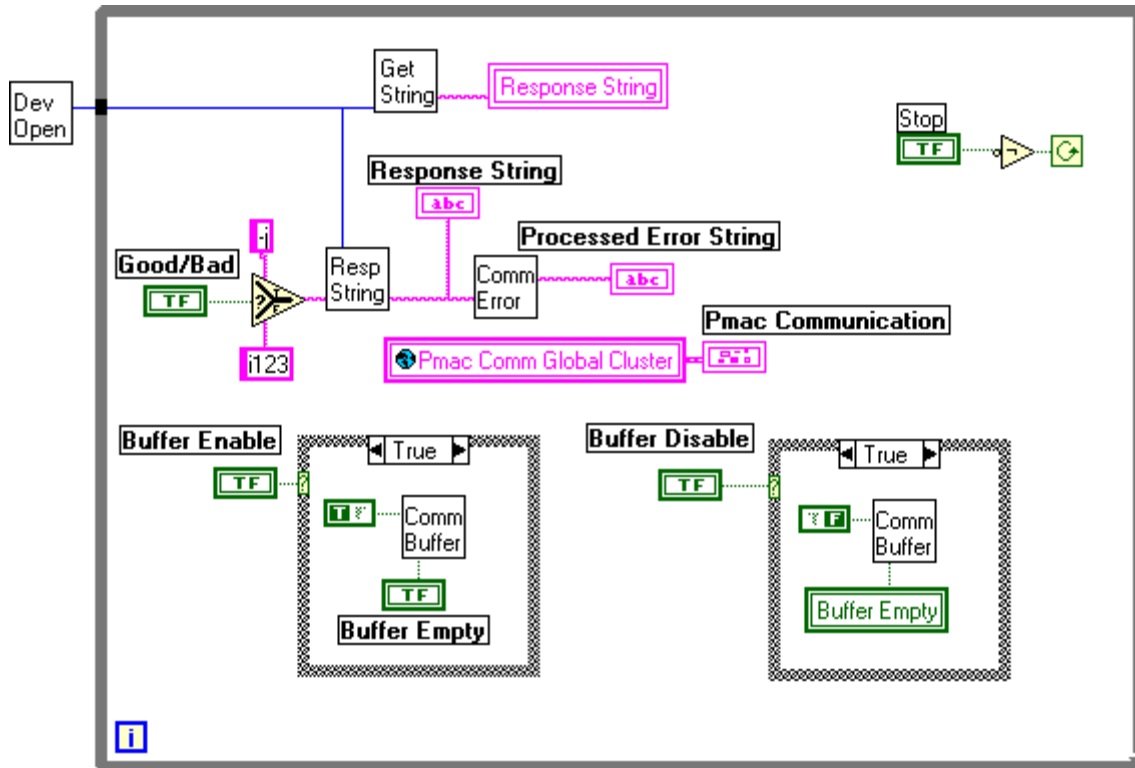 Get
String
Response String
Dev
Open
Stop
TF
Response String
abc
-j
Processed Error String
Good/Bad
Resp
String
Comm
Error
abc
TF
?
T
F
Pmac Communication
i123
Pmac Comm Global Cluster
Buffer Enable
Buffer Disable
True
True
TF
?
TF
?
T
Comm
Buffer
F
Comm
Buffer
TF
Buffer Empty
Buffer Empty
i